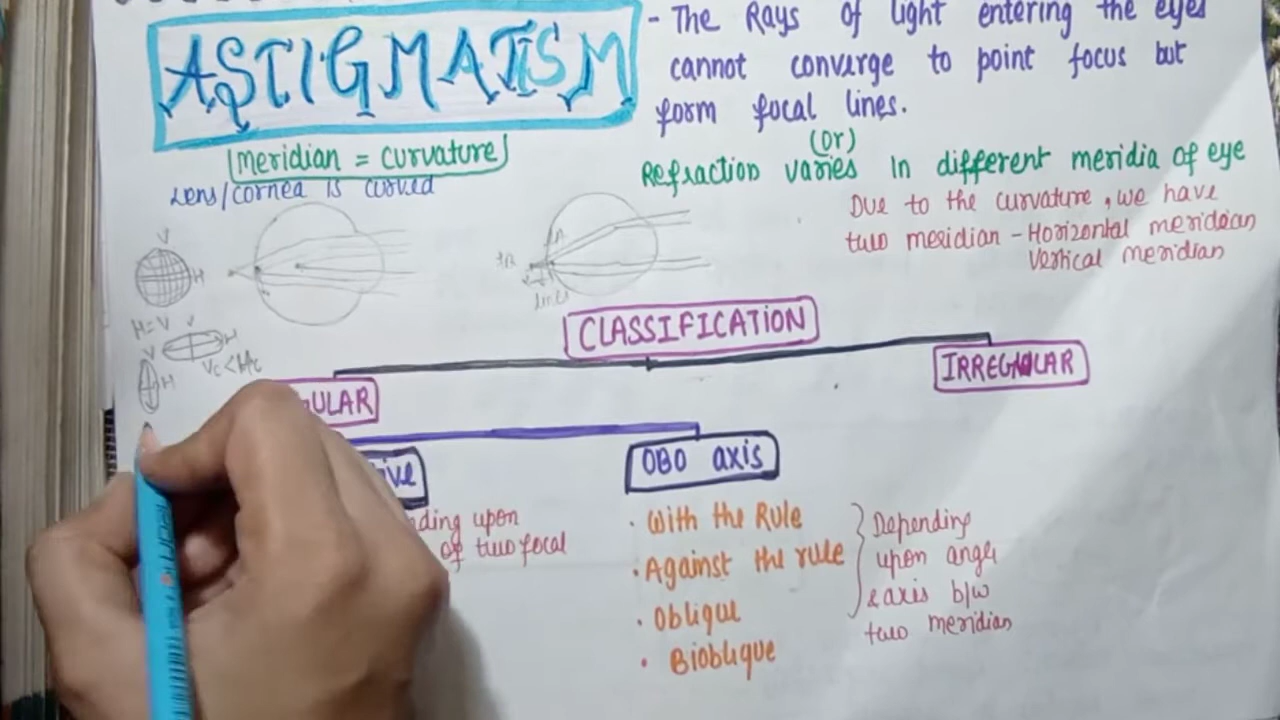 ASTIGMATISM
- The Rays of light entering the eyes
cannot converge to point focus but
form focal lines.
(or)
Refraction varies in different meridia of eye
Meridian = curvature
Lens/cornea is curved
Due to the curvature, we have
two meridian - Horizontal meridian
Vertical meridian
V
H
H=V
V
H
Vc < Hc
V
H
CLASSIFICATION
GULAR
IRREGULAR
ive
OBO axis
nding upon
of two focal
• With the Rule
• Against the rule
• Oblique
• Bioblique
Depending
upon angle
& axis b/w
two meridian